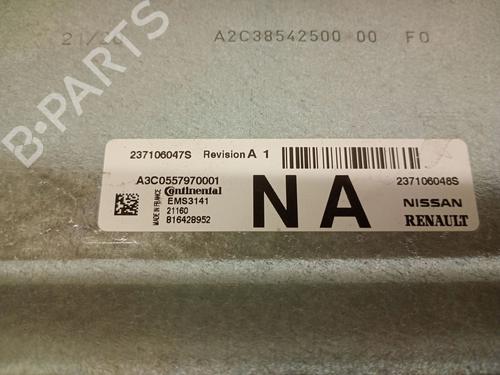 A2C38542500 00 F0
B-PARTS
237106047S Revision A 1
A3C0557970001
Continental
MADE IN FRANCE
EMS3141
21160
816428952
NA
237106048S
NISSAN
RENAULT